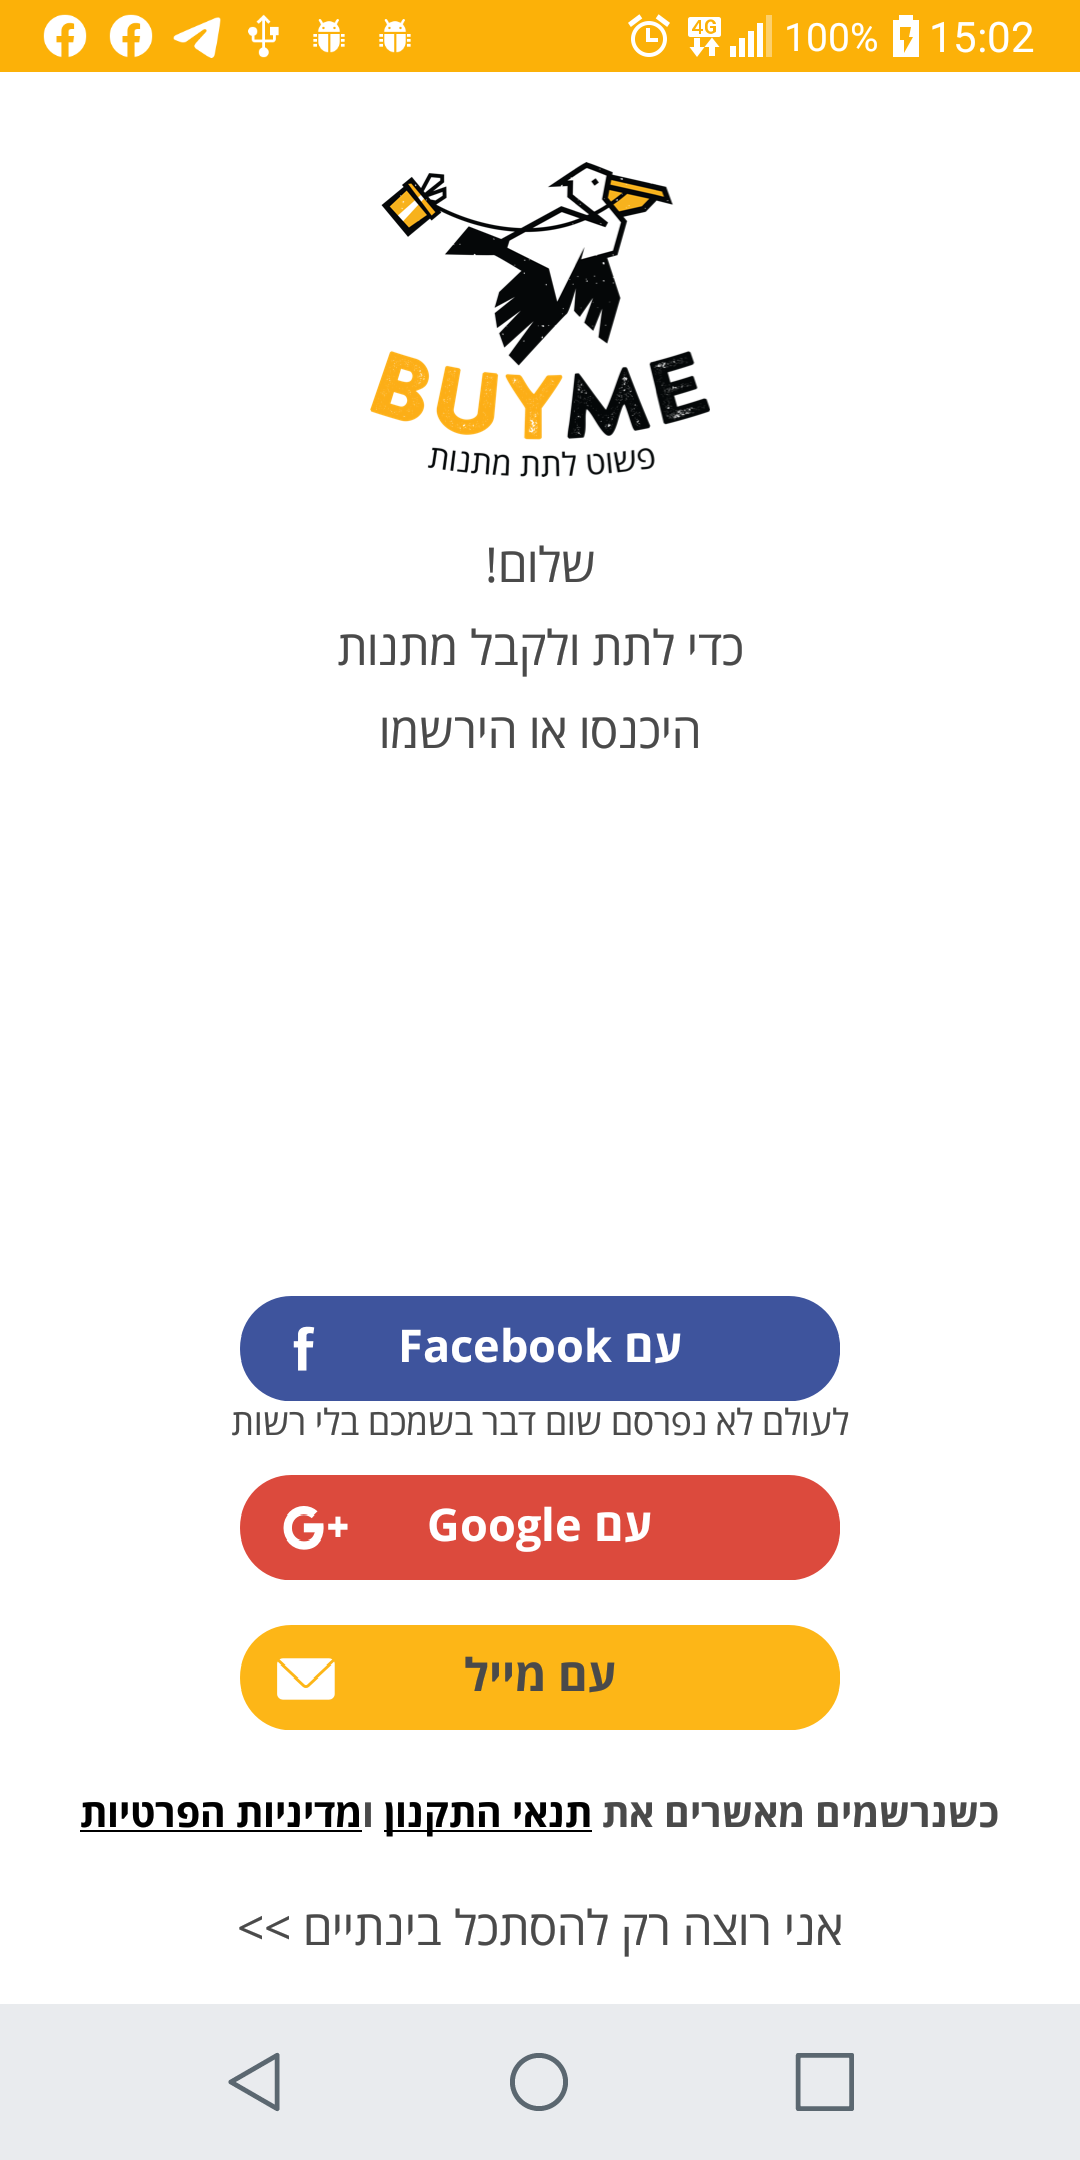 4G 100% 15:02
BUYME
פשוט לתת מתנות
שלום!
כדי לתת ולקבל מתנות
היכנסו או הירשמו
f עם Facebook
לעולם לא נפרסם שום דבר בשמכם בלי רשות
G+ עם Google
עם מייל
כשנרשמים מאשרים את תנאי התקנון ומדיניות הפרטיות
אני רוצה רק להסתכל בינתיים >>